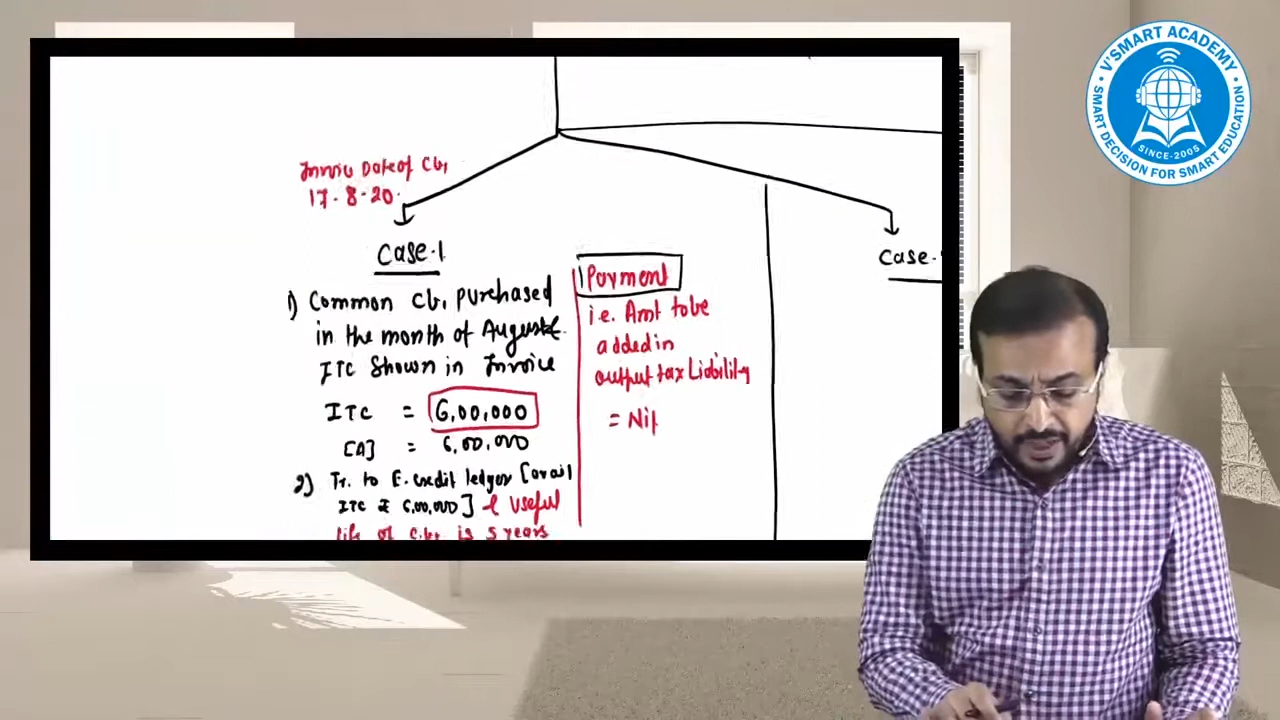 Invoice Date of CG,
17.8.20.
Case-1
1) Common CG, purchased
in the month of August
ITC Shown in Invoice
ITC = 6,00,000
[A] = 6,00,000
2) Tr. to E. credit ledger [avail
ITC ₹ 6,00,000] & useful
life of C.G, is 5 years
Payment
i.e. Amt to be
added in
output tax Liability
= Nil
Case-
V'SMART ACADEMY
SMART DECISION FOR SMART EDUCATION
SINCE-2005